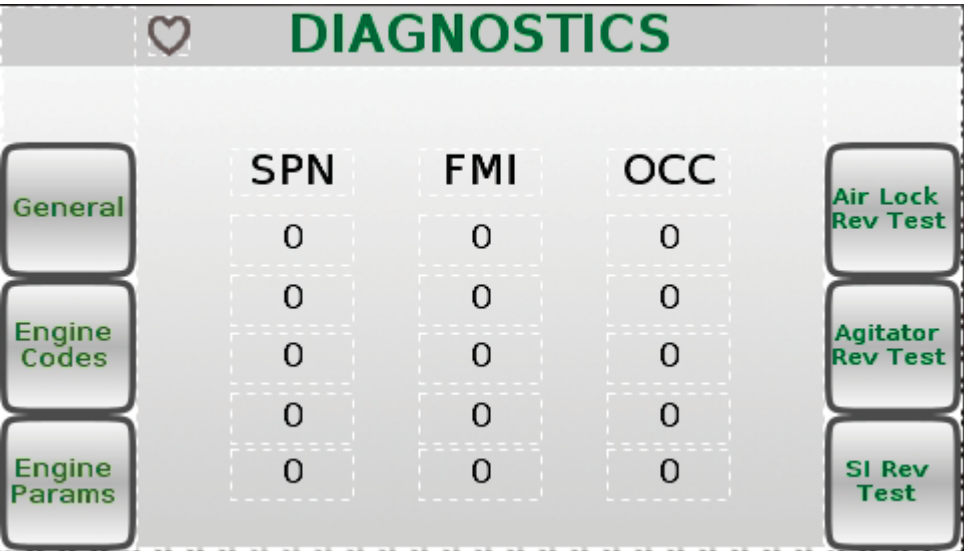 DIAGNOSTICS
SPN FMI OCC
0 0 0
0 0 0
0 0 0
0 0 0
0 0 0
General
Engine
Codes
Engine
Params
Air Lock
Rev Test
Agitator
Rev Test
SI Rev
Test